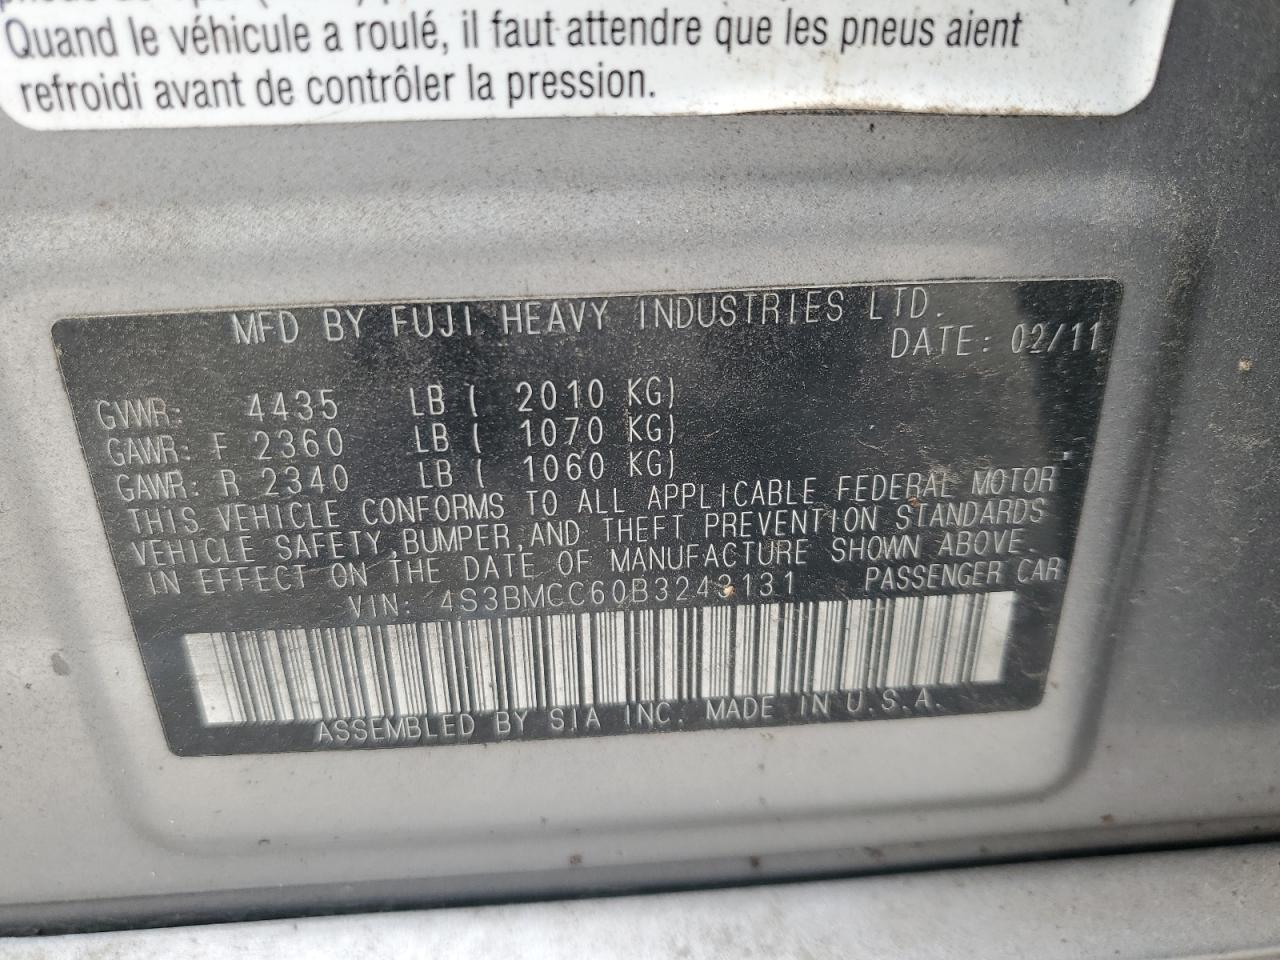 Quand le véhicule a roulé, il faut attendre que les pneus aient
refroidi avant de contrôler la pression.
MFD BY FUJI HEAVY INDUSTRIES LTD.
DATE: 02/11
GVWR: 4435 LB ( 2010 KG)
GAWR: F 2360 LB ( 1070 KG)
GAWR: R 2340 LB ( 1060 KG)
THIS VEHICLE CONFORMS TO ALL APPLICABLE FEDERAL MOTOR
VEHICLE SAFETY,BUMPER,AND THEFT PREVENTION STANDARDS
IN EFFECT ON THE DATE OF MANUFACTURE SHOWN ABOVE.
VIN: 4S3BMCC60B3243131 PASSENGER CAR
ASSEMBLED BY S.I.A INC. MADE IN U.S.A.